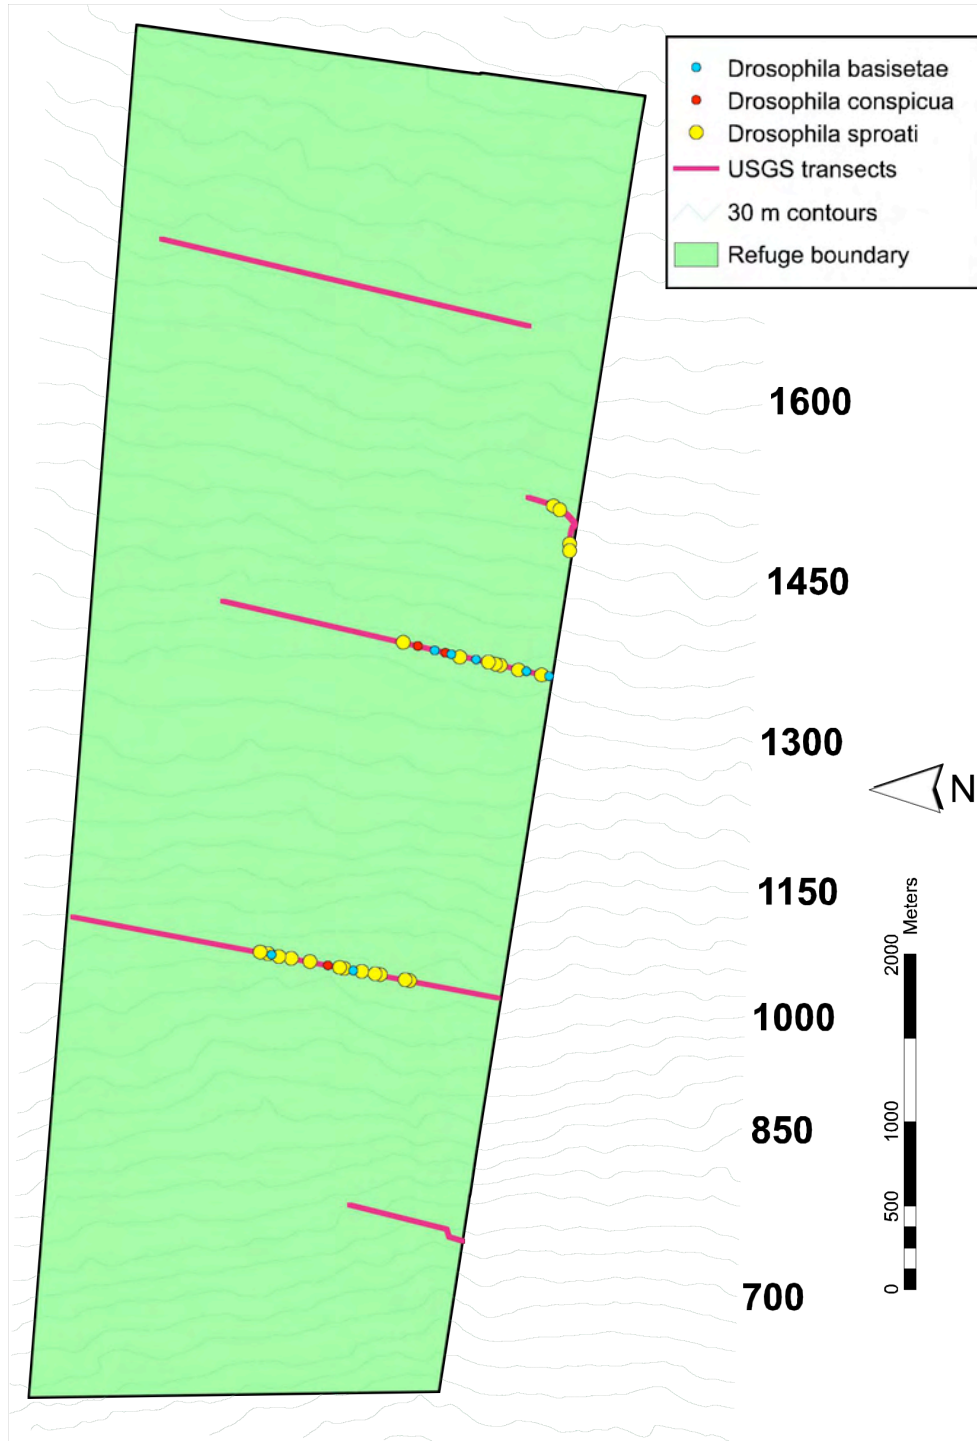 Drosophila basisetae
Drosophila conspicua
Drosophila sproati
USGS transects
30 m contours
Refuge boundary
1600
1450
1300
N
1150
Meters
2000
1000
1000
850
500
700
0